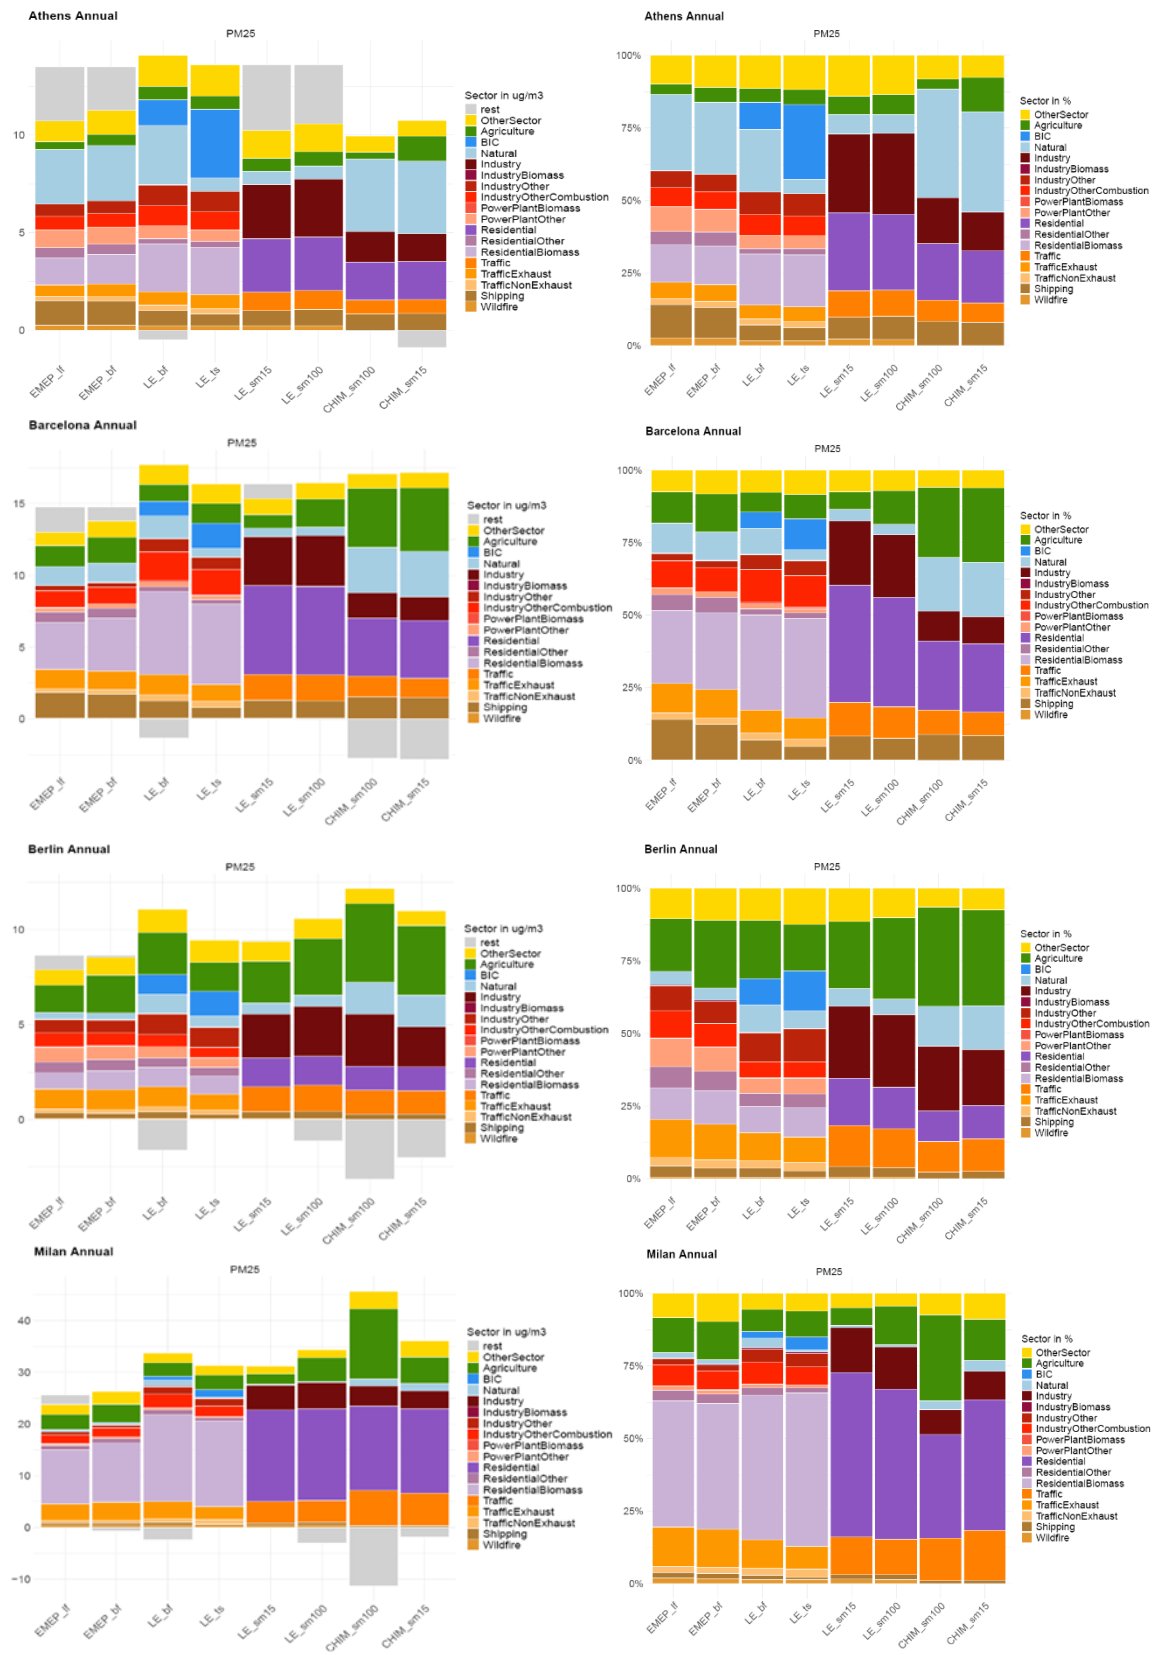 Athens Annual
PM25
10
5
0
EMEP_lf
EMEP_bf
LE_bf
LE_ts
LE_sm15
LE_sm100
CHIM_sm100
CHIM_sm15
Sector in ug/m3
rest
OtherSector
Agriculture
BIC
Natural
Industry
IndustryBiomass
IndustryOther
IndustryOtherCombustion
PowerPlantBiomass
PowerPlantOther
Residential
ResidentialOther
ResidentialBiomass
Traffic
TrafficExhaust
TrafficNonExhaust
Shipping
Wildfire
Athens Annual
PM25
100%
75%
50%
25%
0%
EMEP_lf
EMEP_bf
LE_bf
LE_ts
LE_sm15
LE_sm100
CHIM_sm100
CHIM_sm15
Sector in %
OtherSector
Agriculture
BIC
Natural
Industry
IndustryBiomass
IndustryOther
IndustryOtherCombustion
PowerPlantBiomass
PowerPlantOther
Residential
ResidentialOther
ResidentialBiomass
Traffic
TrafficExhaust
TrafficNonExhaust
Shipping
Wildfire
Barcelona Annual
PM25
15
10
5
0
EMEP_lf
EMEP_bf
LE_bf
LE_ts
LE_sm15
LE_sm100
CHIM_sm100
CHIM_sm15
Sector in ug/m3
rest
OtherSector
Agriculture
BIC
Natural
Industry
IndustryBiomass
IndustryOther
IndustryOtherCombustion
PowerPlantBiomass
PowerPlantOther
Residential
ResidentialOther
ResidentialBiomass
Traffic
TrafficExhaust
TrafficNonExhaust
Shipping
Wildfire
Barcelona Annual
PM25
100%
75%
50%
25%
0%
EMEP_lf
EMEP_bf
LE_bf
LE_ts
LE_sm15
LE_sm100
CHIM_sm100
CHIM_sm15
Sector in %
OtherSector
Agriculture
BIC
Natural
Industry
IndustryBiomass
IndustryOther
IndustryOtherCombustion
PowerPlantBiomass
PowerPlantOther
Residential
ResidentialOther
ResidentialBiomass
Traffic
TrafficExhaust
TrafficNonExhaust
Shipping
Wildfire
Berlin Annual
PM25
10
5
0
EMEP_lf
EMEP_bf
LE_bf
LE_ts
LE_sm15
LE_sm100
CHIM_sm100
CHIM_sm15
Sector in ug/m3
rest
OtherSector
Agriculture
BIC
Natural
Industry
IndustryBiomass
IndustryOther
IndustryOtherCombustion
PowerPlantBiomass
PowerPlantOther
Residential
ResidentialOther
ResidentialBiomass
Traffic
TrafficExhaust
TrafficNonExhaust
Shipping
Wildfire
Berlin Annual
PM25
100%
75%
50%
25%
0%
EMEP_lf
EMEP_bf
LE_bf
LE_ts
LE_sm15
LE_sm100
CHIM_sm100
CHIM_sm15
Sector in %
OtherSector
Agriculture
BIC
Natural
Industry
IndustryBiomass
IndustryOther
IndustryOtherCombustion
PowerPlantBiomass
PowerPlantOther
Residential
ResidentialOther
ResidentialBiomass
Traffic
TrafficExhaust
TrafficNonExhaust
Shipping
Wildfire
Milan Annual
PM25
40
30
20
10
0
−10
EMEP_lf
EMEP_bf
LE_bf
LE_ts
LE_sm15
LE_sm100
CHIM_sm100
CHIM_sm15
Sector in ug/m3
rest
OtherSector
Agriculture
BIC
Natural
Industry
IndustryBiomass
IndustryOther
IndustryOtherCombustion
PowerPlantBiomass
PowerPlantOther
Residential
ResidentialOther
ResidentialBiomass
Traffic
TrafficExhaust
TrafficNonExhaust
Shipping
Wildfire
Milan Annual
PM25
100%
75%
50%
25%
0%
EMEP_lf
EMEP_bf
LE_bf
LE_ts
LE_sm15
LE_sm100
CHIM_sm100
CHIM_sm15
Sector in %
OtherSector
Agriculture
BIC
Natural
Industry
IndustryBiomass
IndustryOther
IndustryOtherCombustion
PowerPlantBiomass
PowerPlantOther
Residential
ResidentialOther
ResidentialBiomass
Traffic
TrafficExhaust
TrafficNonExhaust
Shipping
Wildfire